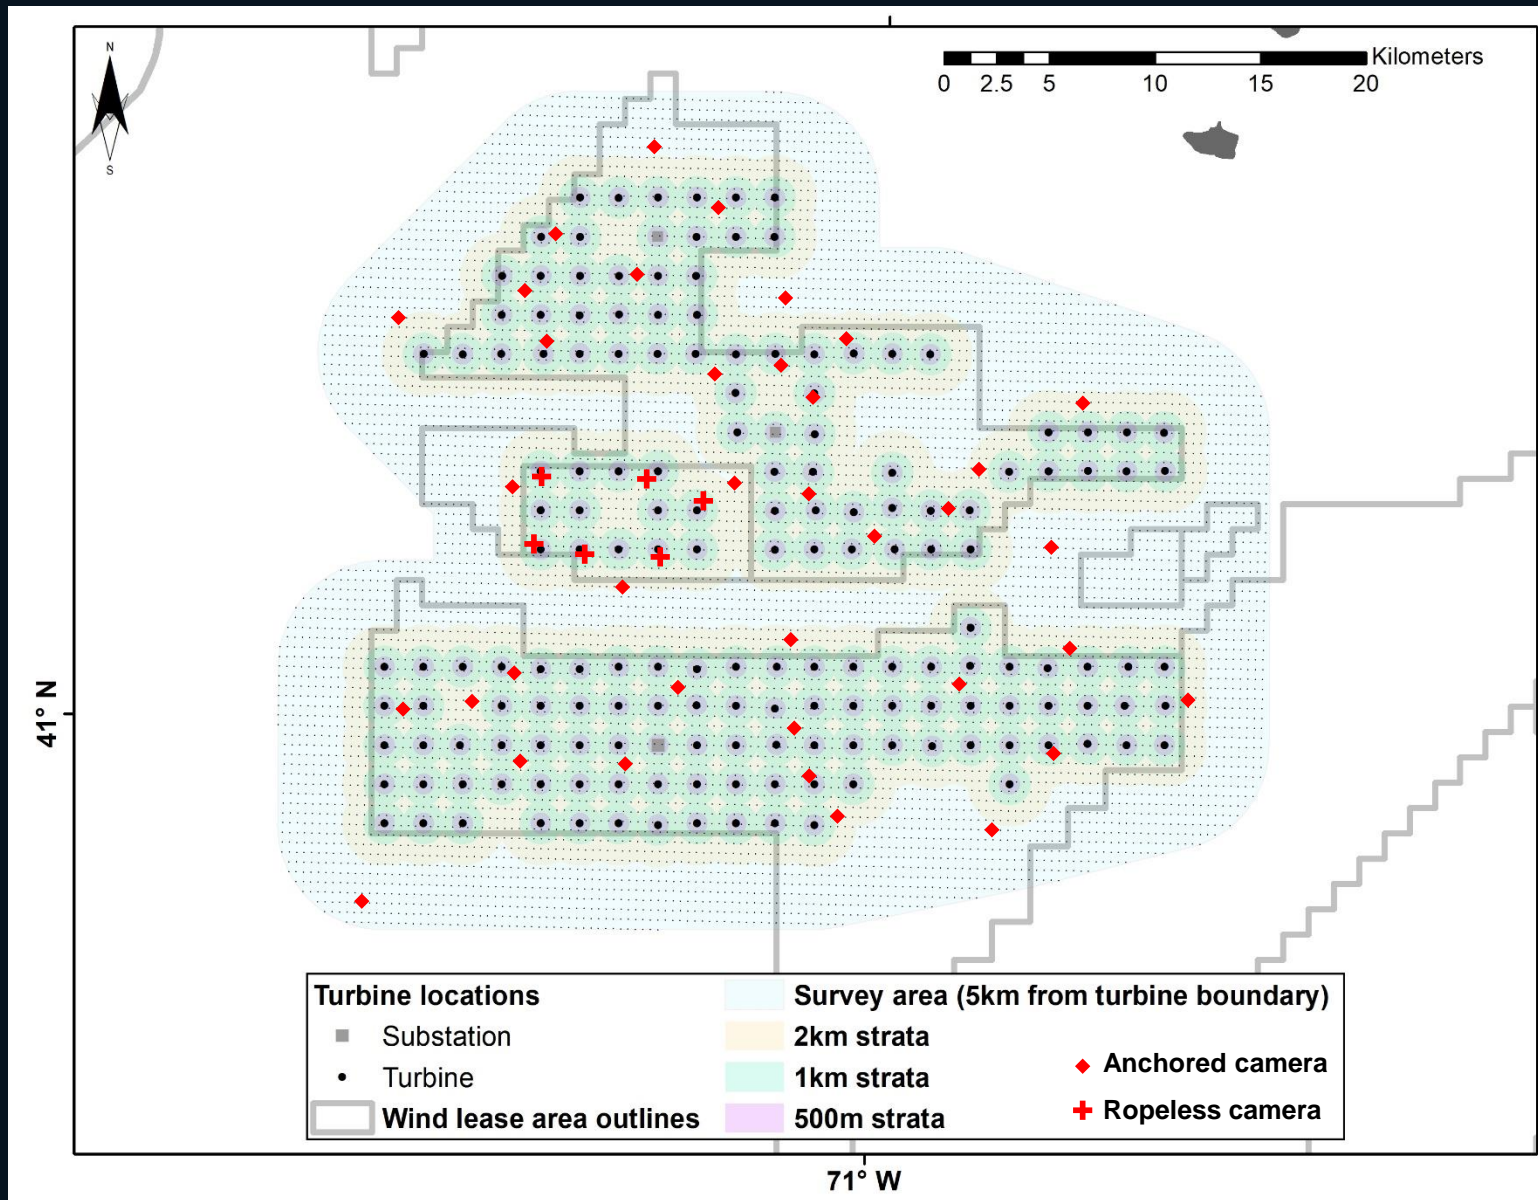 N
S
Kilometers
0 2.5 5 10 15 20
41° N
Turbine locations
Substation
Turbine
Wind lease area outlines
Survey area (5km from turbine boundary)
2km strata
1km strata
500m strata
Anchored camera
Ropeless camera
71° W